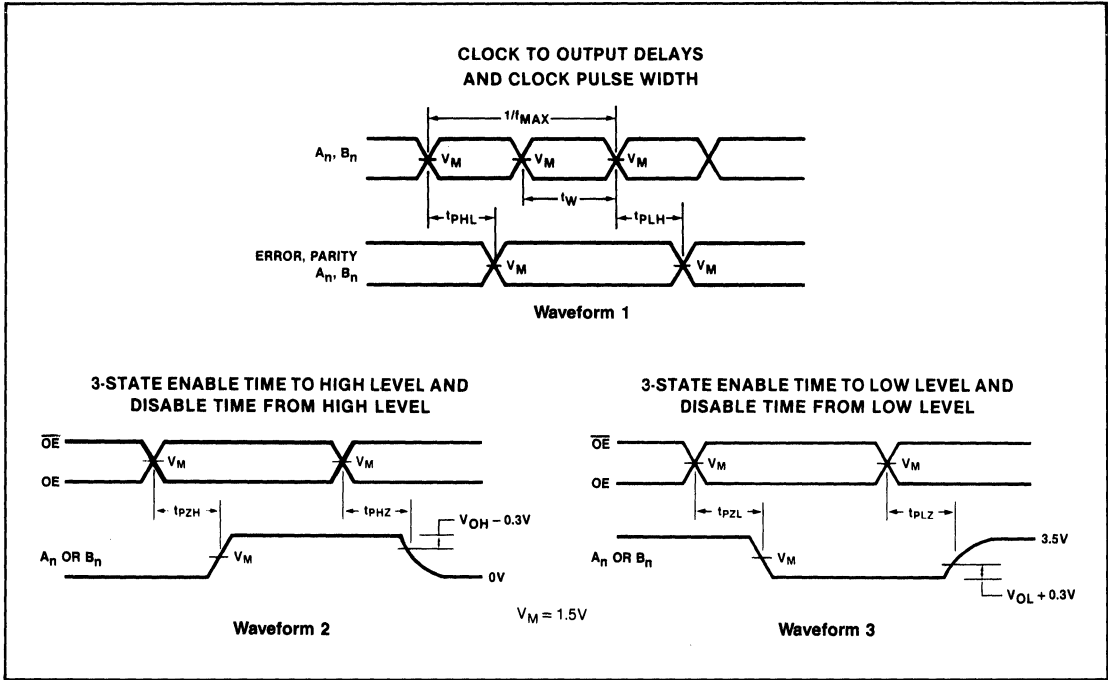 CLOCK TO OUTPUT DELAYS
AND CLOCK PULSE WIDTH
1/fMAX
An, Bn
VM
VM
VM
tW
tPHL
tPLH
ERROR, PARITY
An, Bn
VM
VM
Waveform 1
3-STATE ENABLE TIME TO HIGH LEVEL AND
DISABLE TIME FROM HIGH LEVEL
O̅E̅
VM
VM
OE
tPZH
tPHZ
VOH − 0.3V
An OR Bn
VM
0V
Waveform 2
3-STATE ENABLE TIME TO LOW LEVEL AND
DISABLE TIME FROM LOW LEVEL
O̅E̅
VM
VM
OE
tPZL
tPLZ
3.5V
An OR Bn
VM
VOL + 0.3V
Waveform 3
VM = 1.5V